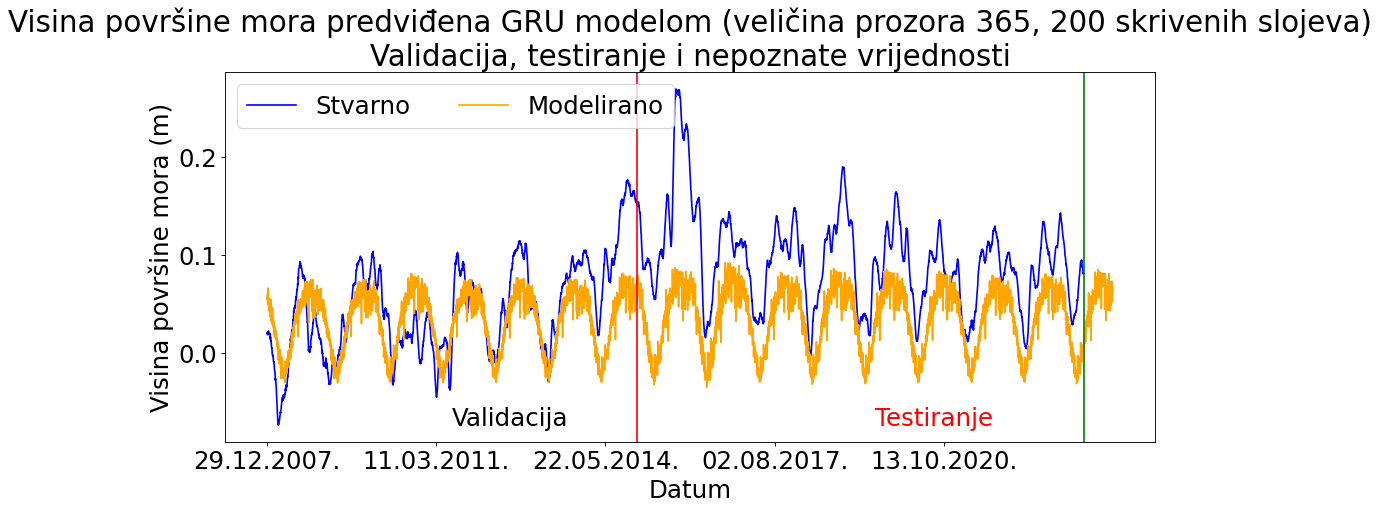 Visina površine mora predviđena GRU modelom (veličina prozora 365, 200 skrivenih slojeva)
Validacija, testiranje i nepoznate vrijednosti
Stvarno
Modelirano
Visina površine mora (m)
0.2
0.1
0.0
Validacija
Testiranje
29.12.2007.
11.03.2011.
22.05.2014.
02.08.2017.
13.10.2020.
Datum